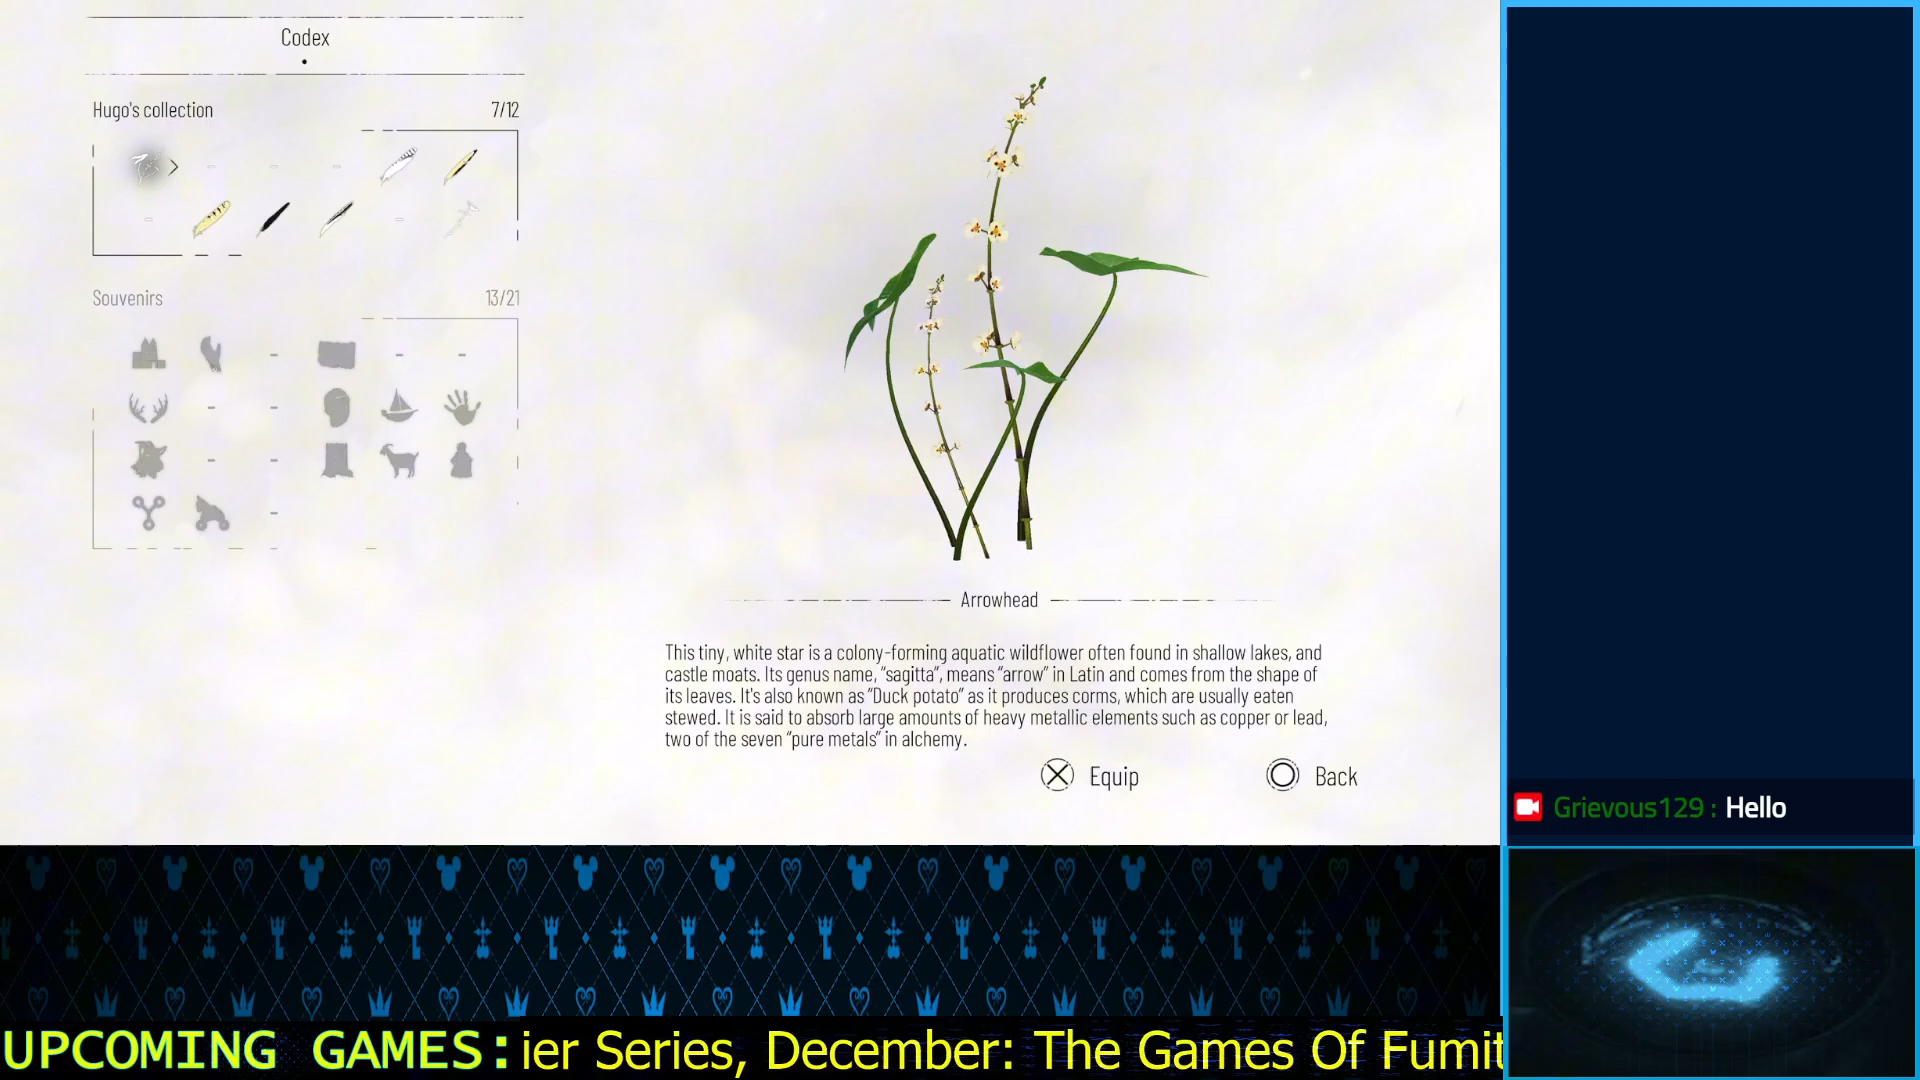 Codex
Hugo's collection 7/12
Souvenirs 13/21
Arrowhead
This tiny, white star is a colony-forming aquatic wildflower often found in shallow lakes, and
castle moats. Its genus name, "sagitta", means "arrow" in Latin and comes from the shape of
its leaves. It's also known as "Duck potato" as it produces corms, which are usually eaten
stewed. It is said to absorb large amounts of heavy metallic elements such as copper or lead,
two of the seven "pure metals" in alchemy.
Equip Back
Grievous129 : Hello
UPCOMING GAMES: ier Series, December: The Games Of Fumit